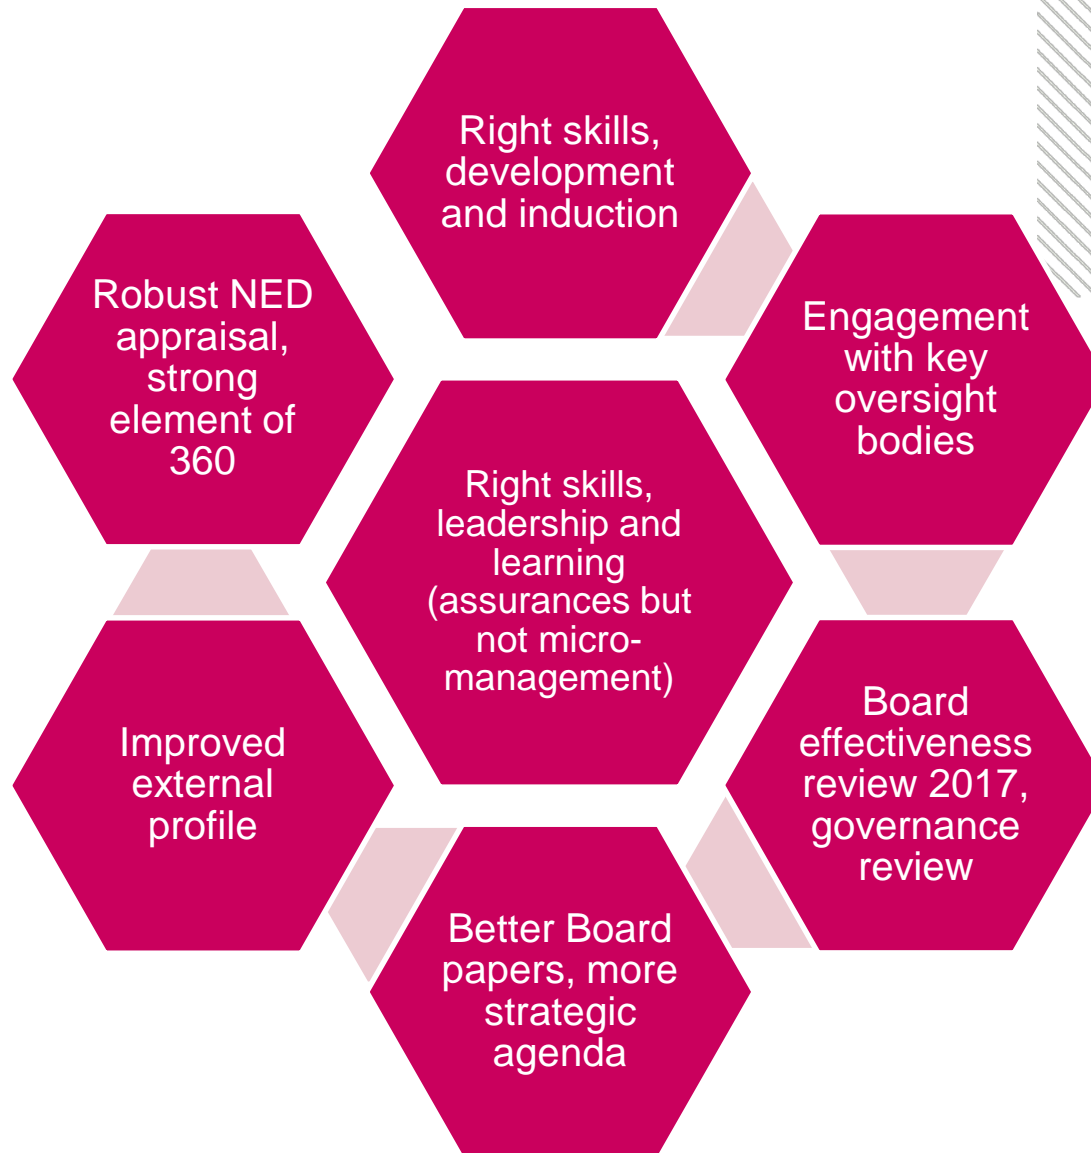 Right skills,
development
and induction
Engagement
with key
oversight
bodies
Board
effectiveness
review 2017,
governance
review
Better Board
papers, more
strategic
agenda
Improved
external
profile
Robust NED
appraisal,
strong
element of
360
Right skills,
leadership and
learning
(assurances but
not micro-
management)